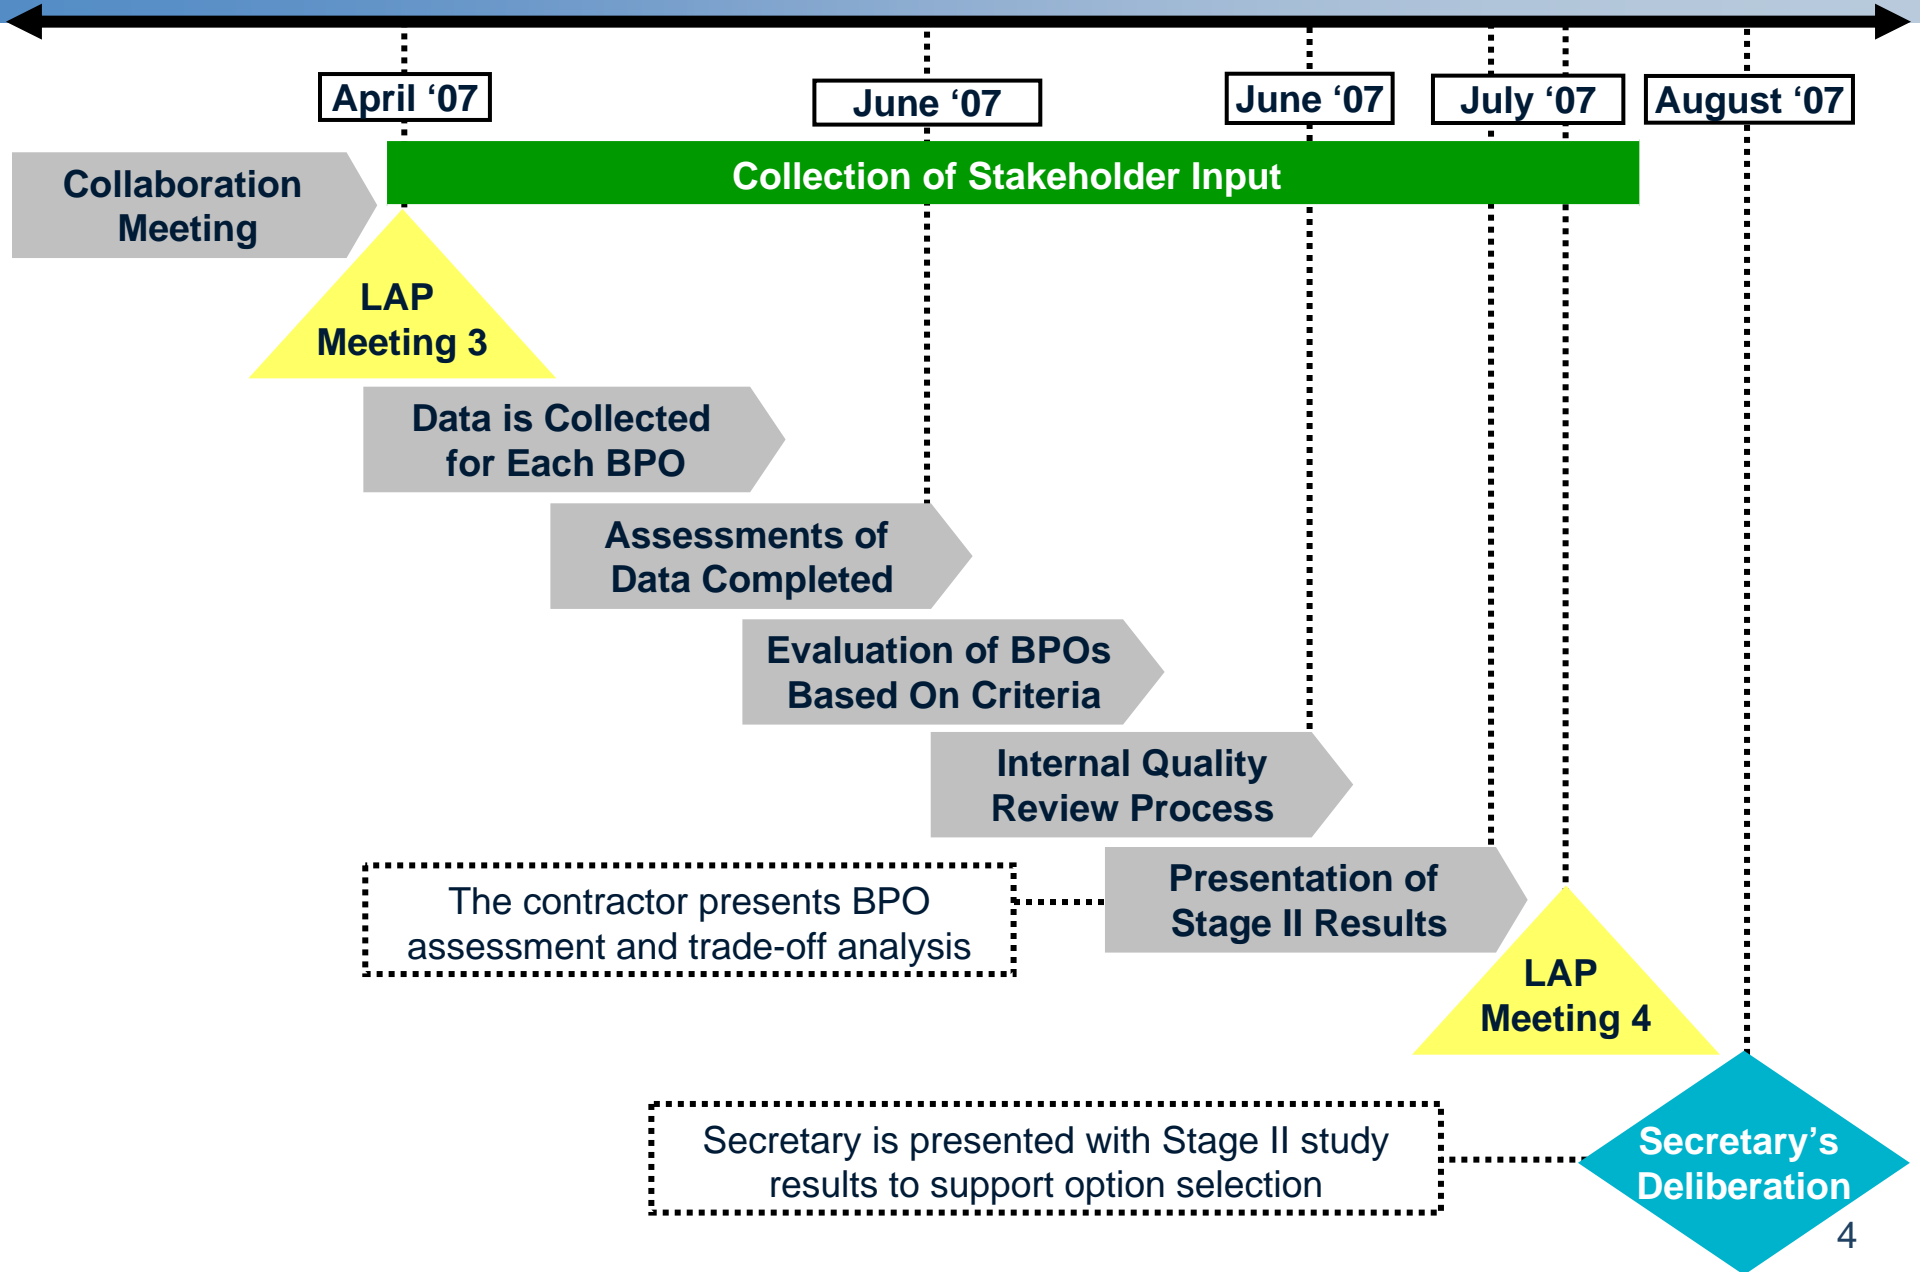 April ‘07
June ‘07
June ‘07
July ‘07
August ‘07
Collection of Stakeholder Input
Collaboration
Meeting
LAP
Meeting 3
Data is Collected
for Each BPO
Assessments of
Data Completed
Evaluation of BPOs
Based On Criteria
Internal Quality
Review Process
The contractor presents BPO
assessment and trade-off analysis
Presentation of
Stage II Results
LAP
Meeting 4
Secretary is presented with Stage II study
results to support option selection
Secretary’s
Deliberation
4